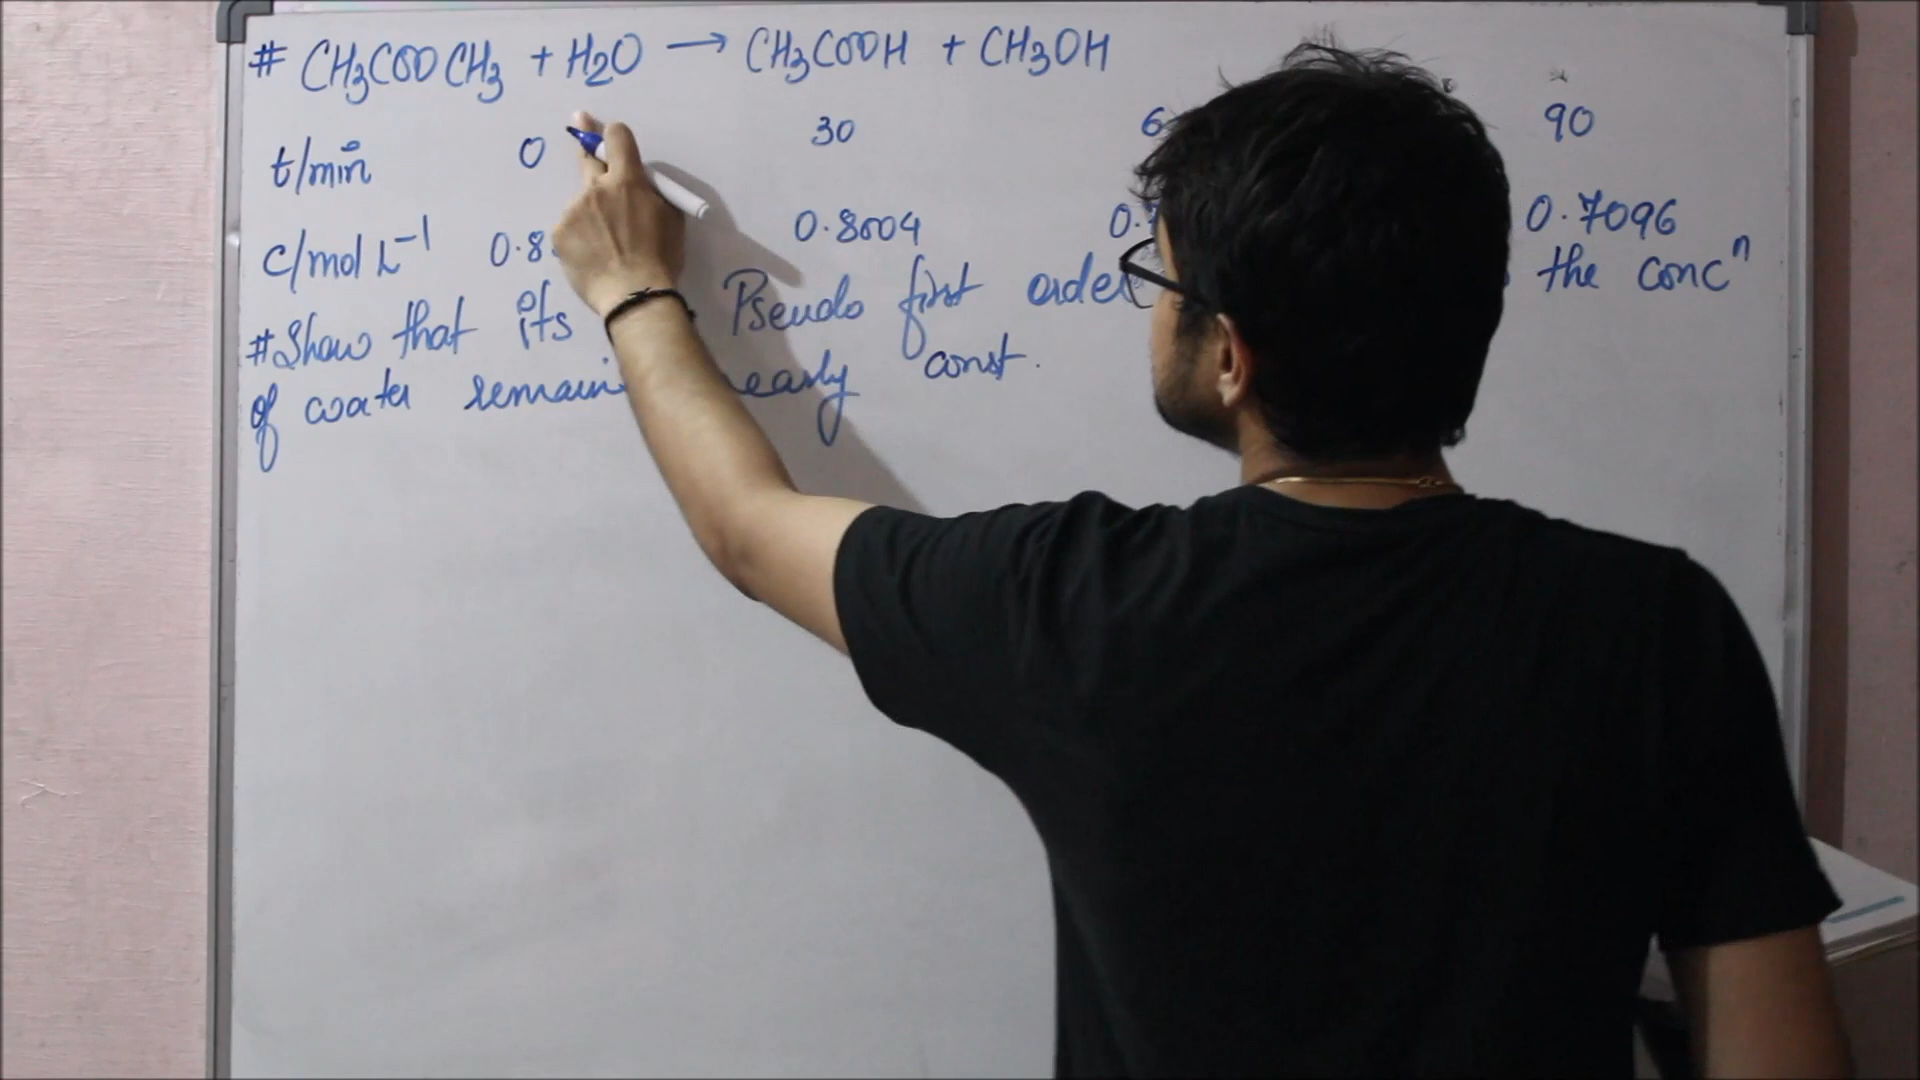 # CH3COOCH3 + H2O → CH3COOH + CH3OH
t/min 0 30 6 90
c/mol L⁻¹ 0.8 0.8004 0. 0.7096
# Show that its Pseudo first order the concⁿ
of water remain nearly const.